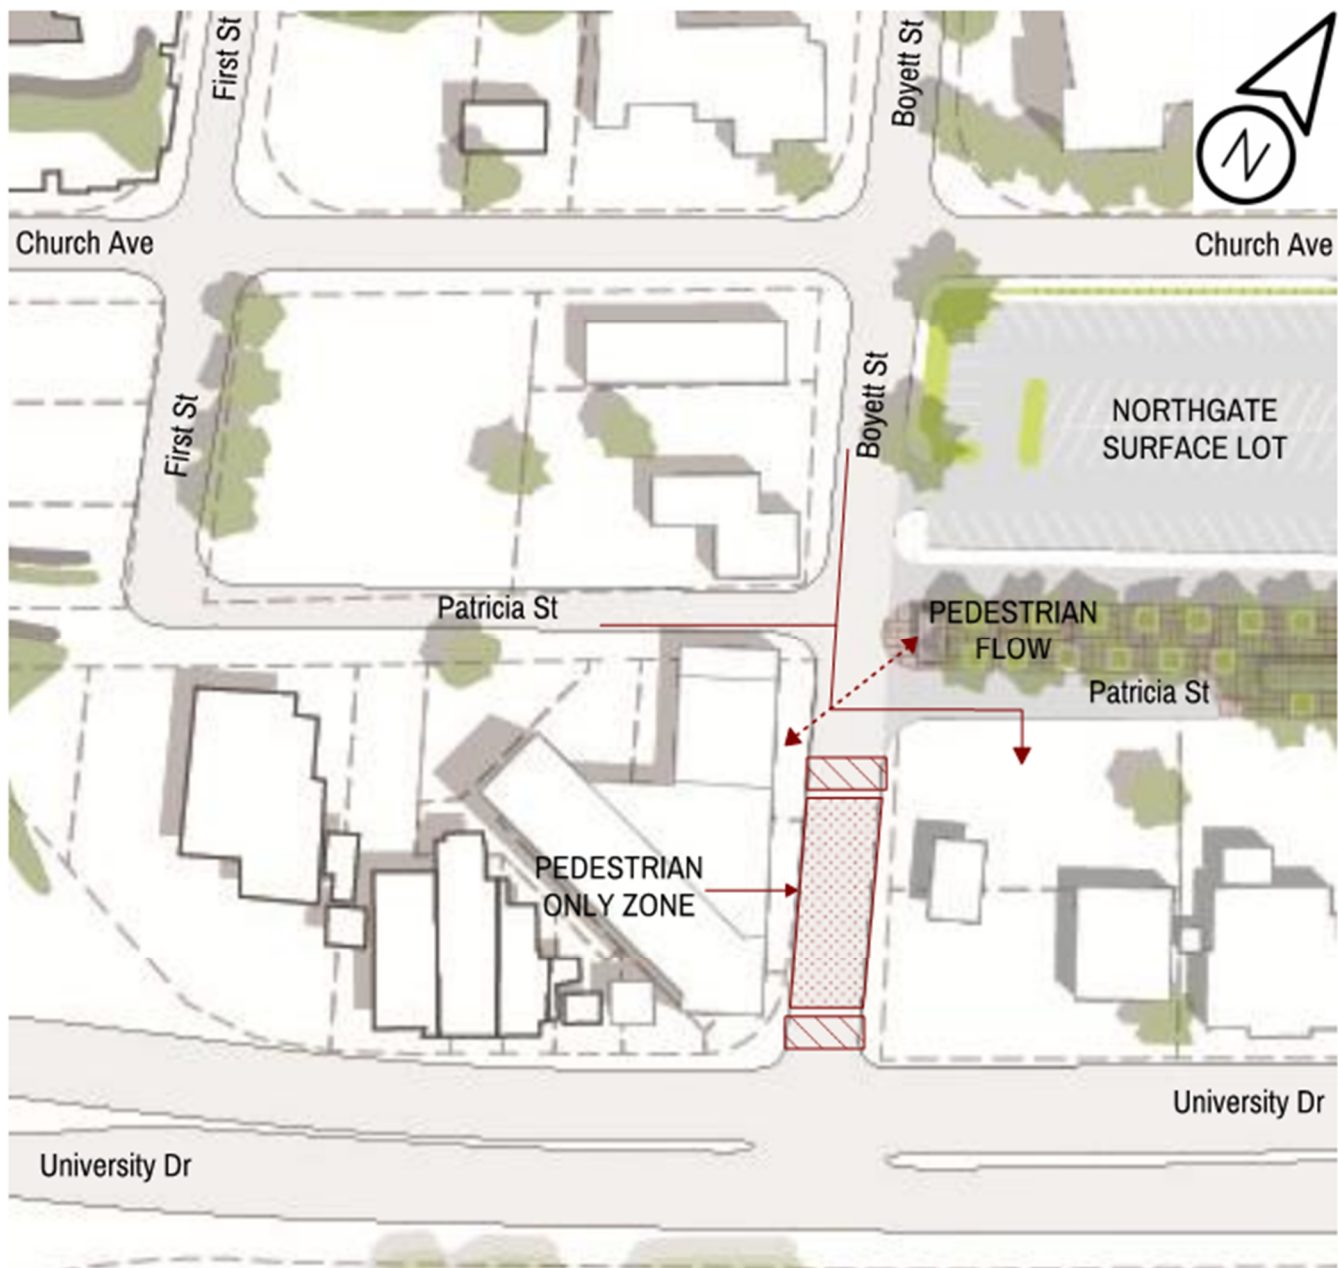 First St
Boyett St
N
Church Ave
Church Ave
First St
Boyett St
NORTHGATE
SURFACE LOT
Patricia St
PEDESTRIAN
FLOW
Patricia St
PEDESTRIAN
ONLY ZONE
University Dr
University Dr